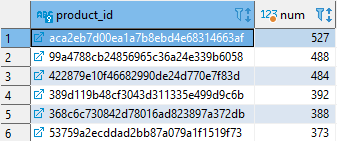 product_id 123 num
1 aca2eb7d00ea1a7b8ebd4e68314663af 527
2 99a4788cb24856965c36a24e339b6058 488
3 422879e10f46682990de24d770e7f83d 484
4 389d119b48cf3043d311335e499d9c6b 392
5 368c6c730842d78016ad823897a372db 388
6 53759a2ecddad2bb87a079a1f1519f73 373